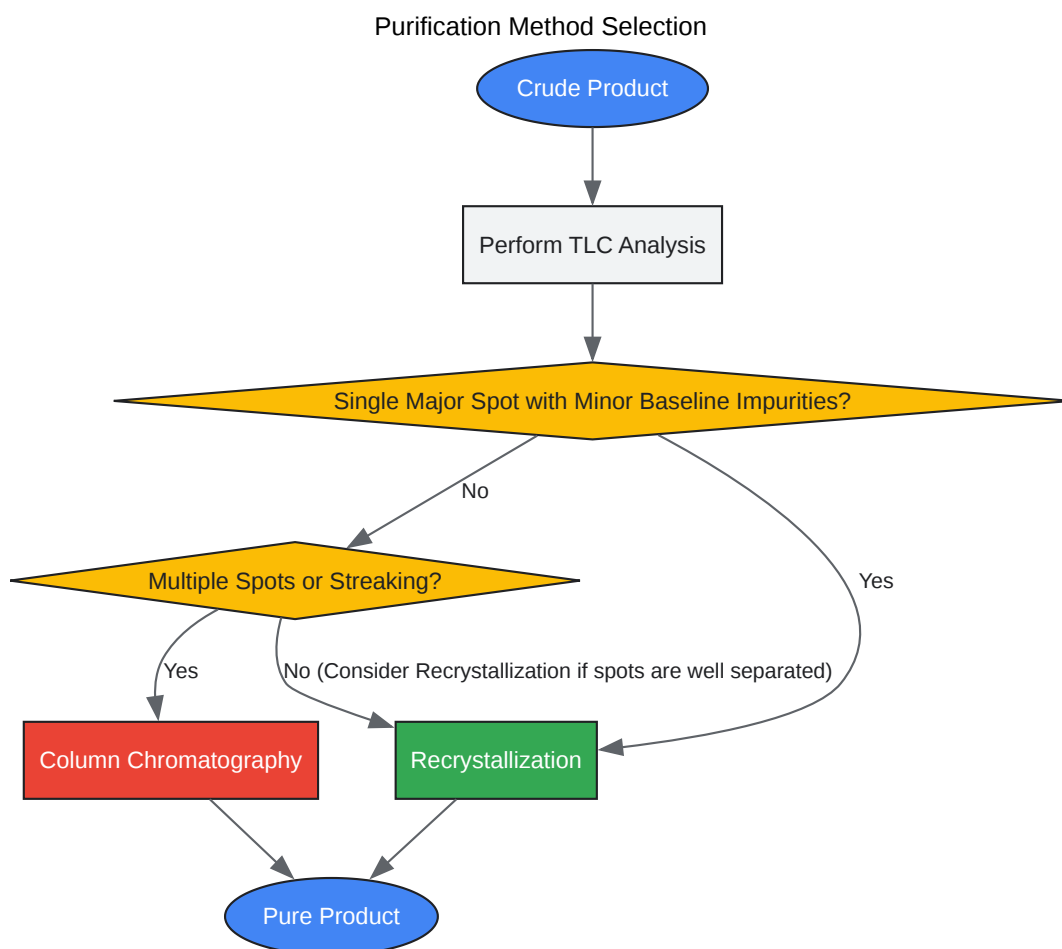 Purification Method Selection
Crude Product
Perform TLC Analysis
Single Major Spot with Minor Baseline Impurities?
No
Multiple Spots or Streaking?
Yes
Yes
No (Consider Recrystallization if spots are well separated)
Column Chromatography
Recrystallization
Pure Product